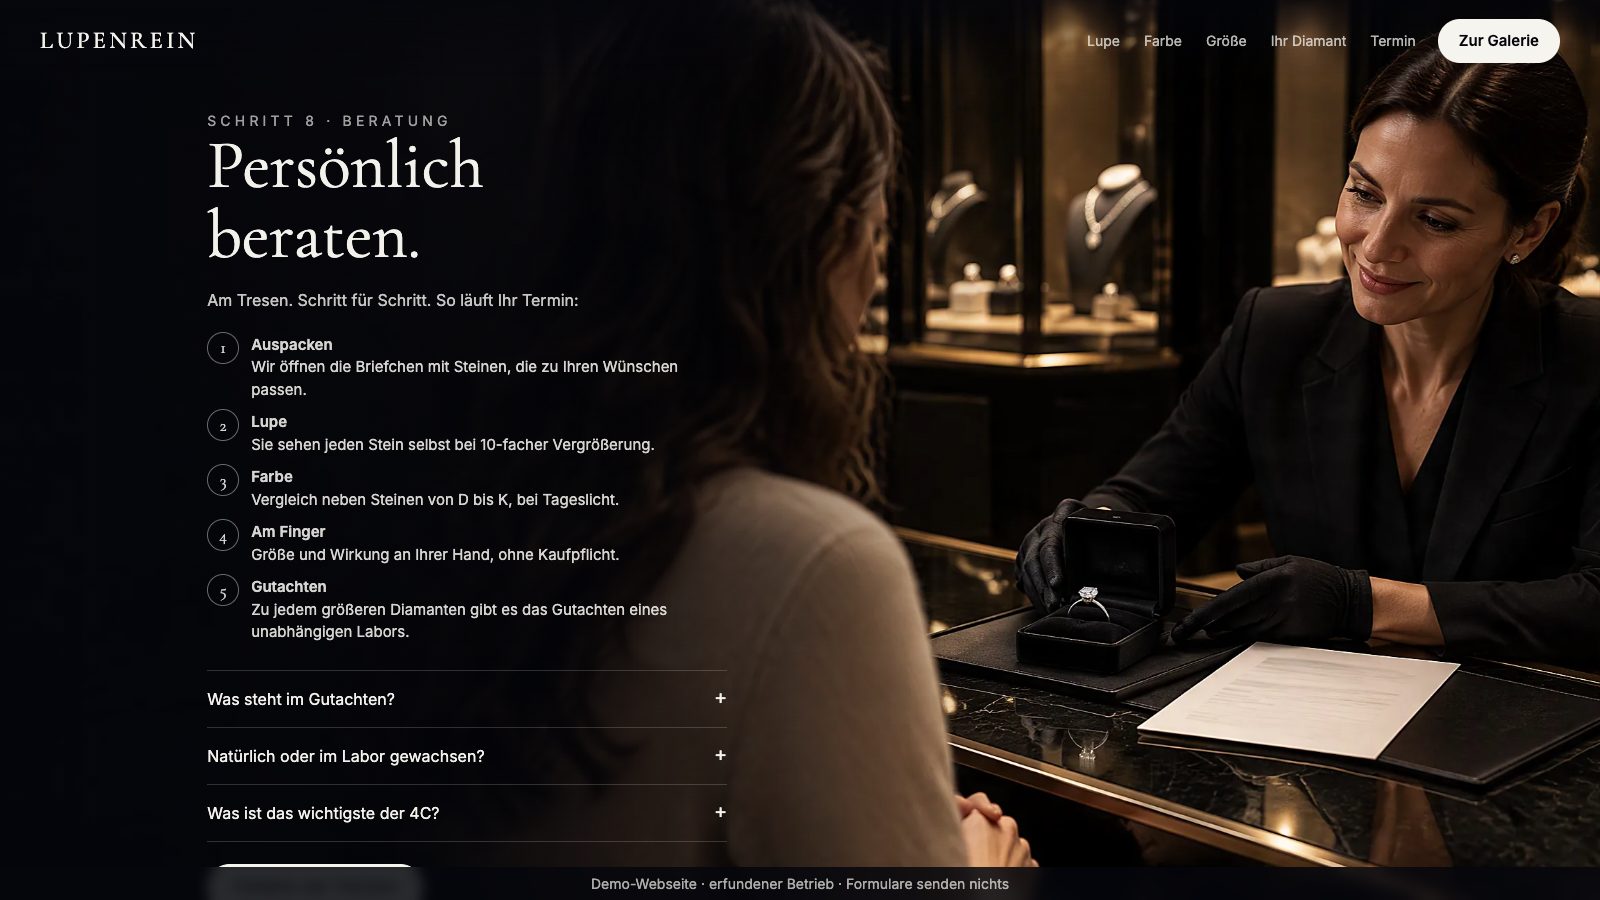 LUPENREIN
Lupe
Farbe
Größe
Ihr Diamant
Termin
Zur Galerie
SCHRITT 8 · BERATUNG
Persönlich
beraten.
Am Tresen. Schritt für Schritt. So läuft Ihr Termin:
1
Auspacken
Wir öffnen die Briefchen mit Steinen, die zu Ihren Wünschen
passen.
2
Lupe
Sie sehen jeden Stein selbst bei 10-facher Vergrößerung.
3
Farbe
Vergleich neben Steinen von D bis K, bei Tageslicht.
4
Am Finger
Größe und Wirkung an Ihrer Hand, ohne Kaufpflicht.
5
Gutachten
Zu jedem größeren Diamanten gibt es das Gutachten eines
unabhängigen Labors.
Was steht im Gutachten?
+
Natürlich oder im Labor gewachsen?
+
Was ist das wichtigste der 4C?
+
Demo-Webseite · erfundener Betrieb · Formulare senden nichts